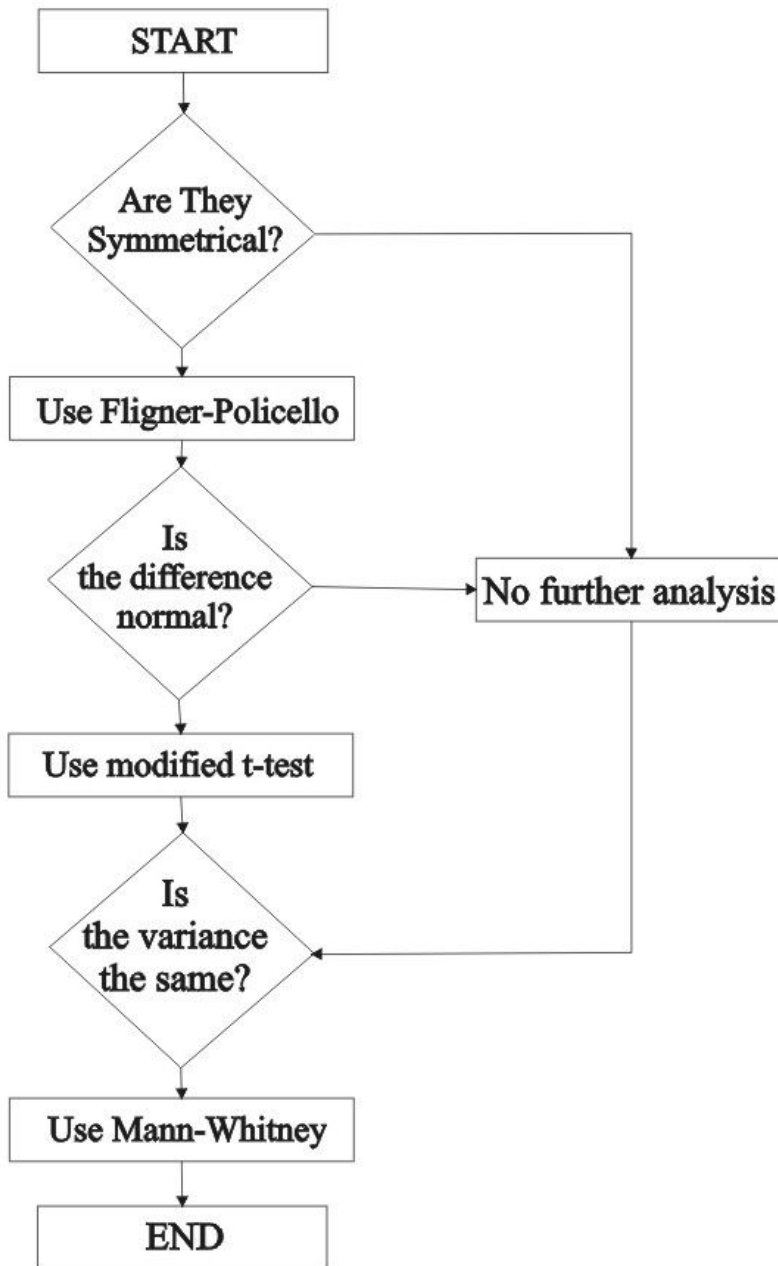 START
Are They
Symmetrical?
Use Fligner-Policello
Is
the difference
normal?
No further analysis
Use modified t-test
Is
the variance
the same?
Use Mann-Whitney
END